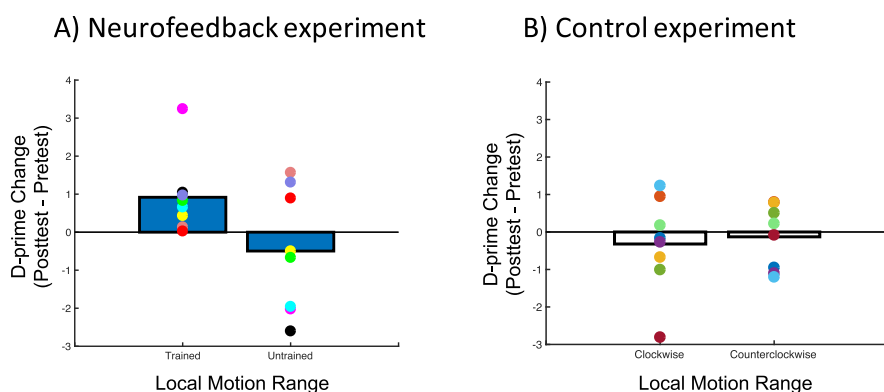 A) Neurofeedback experiment
D-prime Change
(Posttest - Pretest)
4
3
2
1
0
-1
-2
-3
Trained
Untrained
Local Motion Range
B) Control experiment
D-prime Change
(Posttest - Pretest)
4
3
2
1
0
-1
-2
-3
Clockwise
Counterclockwise
Local Motion Range